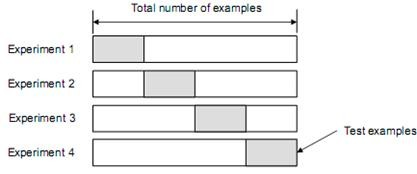 Total number of examples
Experiment 1
Experiment 2
Experiment 3
Test examples
Experiment 4